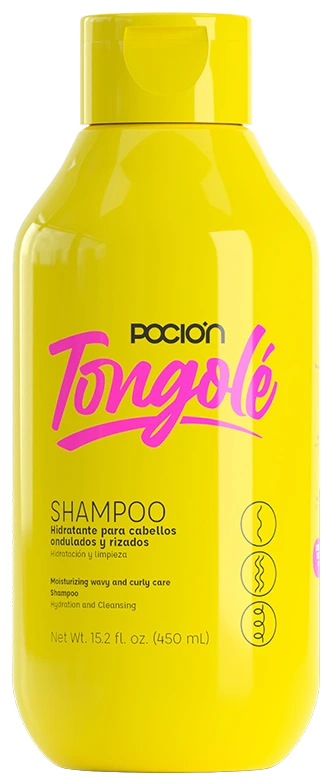 POCIÓN
Tongolé
SHAMPOO
Hidratante para cabellos
ondulados y rizados
Hidratación y limpieza
Moisturizing wavy and curly care
Shampoo
Hydration and Cleansing
Net Wt. 15.2 fl. oz. (450 mL)